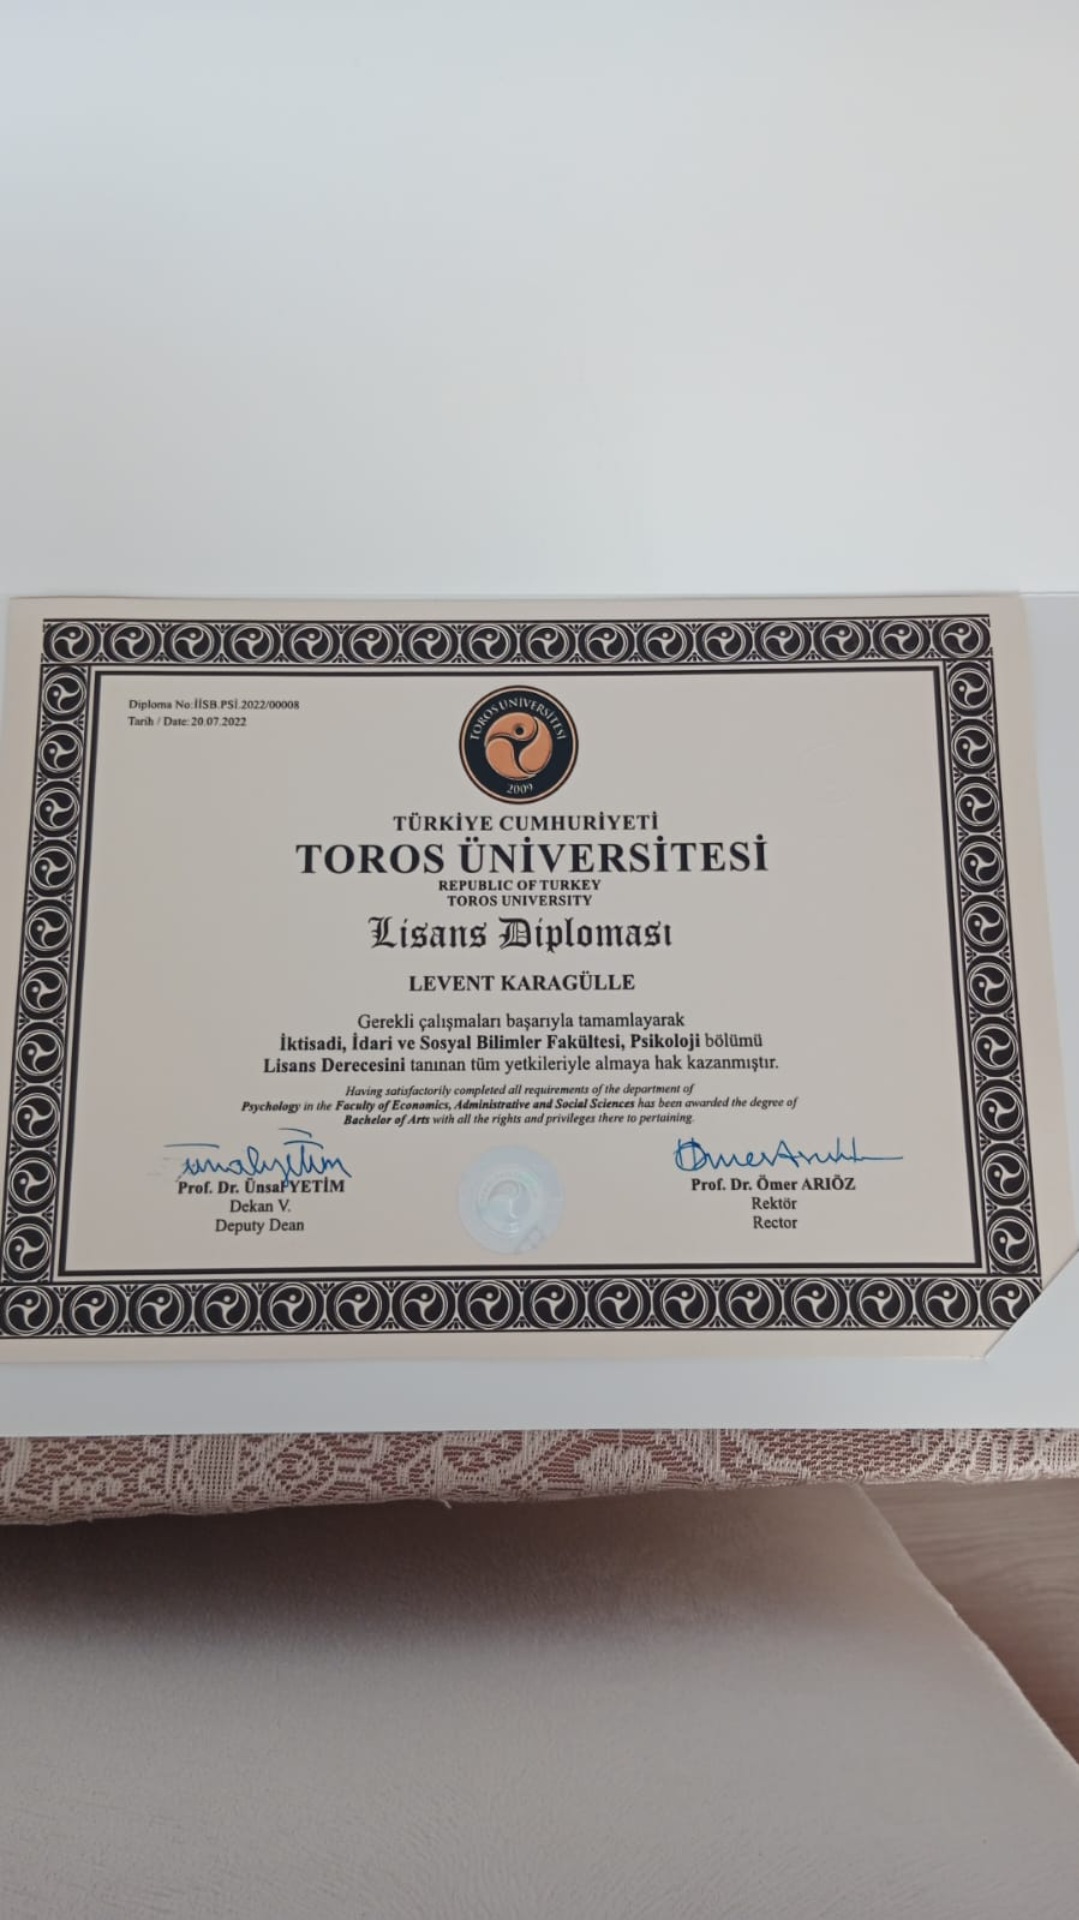 Diploma No:İİSB.PSİ.2022/00008
Tarih / Date: 20.07.2022
TOROS ÜNİVERSİTESİ
2009
TÜRKİYE CUMHURİYETİ
TOROS ÜNİVERSİTESİ
REPUBLIC OF TURKEY
TOROS UNIVERSITY
Lisans Diploması
LEVENT KARAGÜLLE
Gerekli çalışmaları başarıyla tamamlayarak
İktisadi, İdari ve Sosyal Bilimler Fakültesi, Psikoloji bölümü
Lisans Derecesini tanınan tüm yetkileriyle almaya hak kazanmıştır.
Having satisfactorily completed all requirements of the department of
Psychology in the Faculty of Economics, Administrative and Social Sciences has been awarded the degree of
Bachelor of Arts with all the rights and privileges there to pertaining.
Prof. Dr. Ünsal YETİM
Dekan V.
Deputy Dean
Prof. Dr. Ömer ARIÖZ
Rektör
Rector